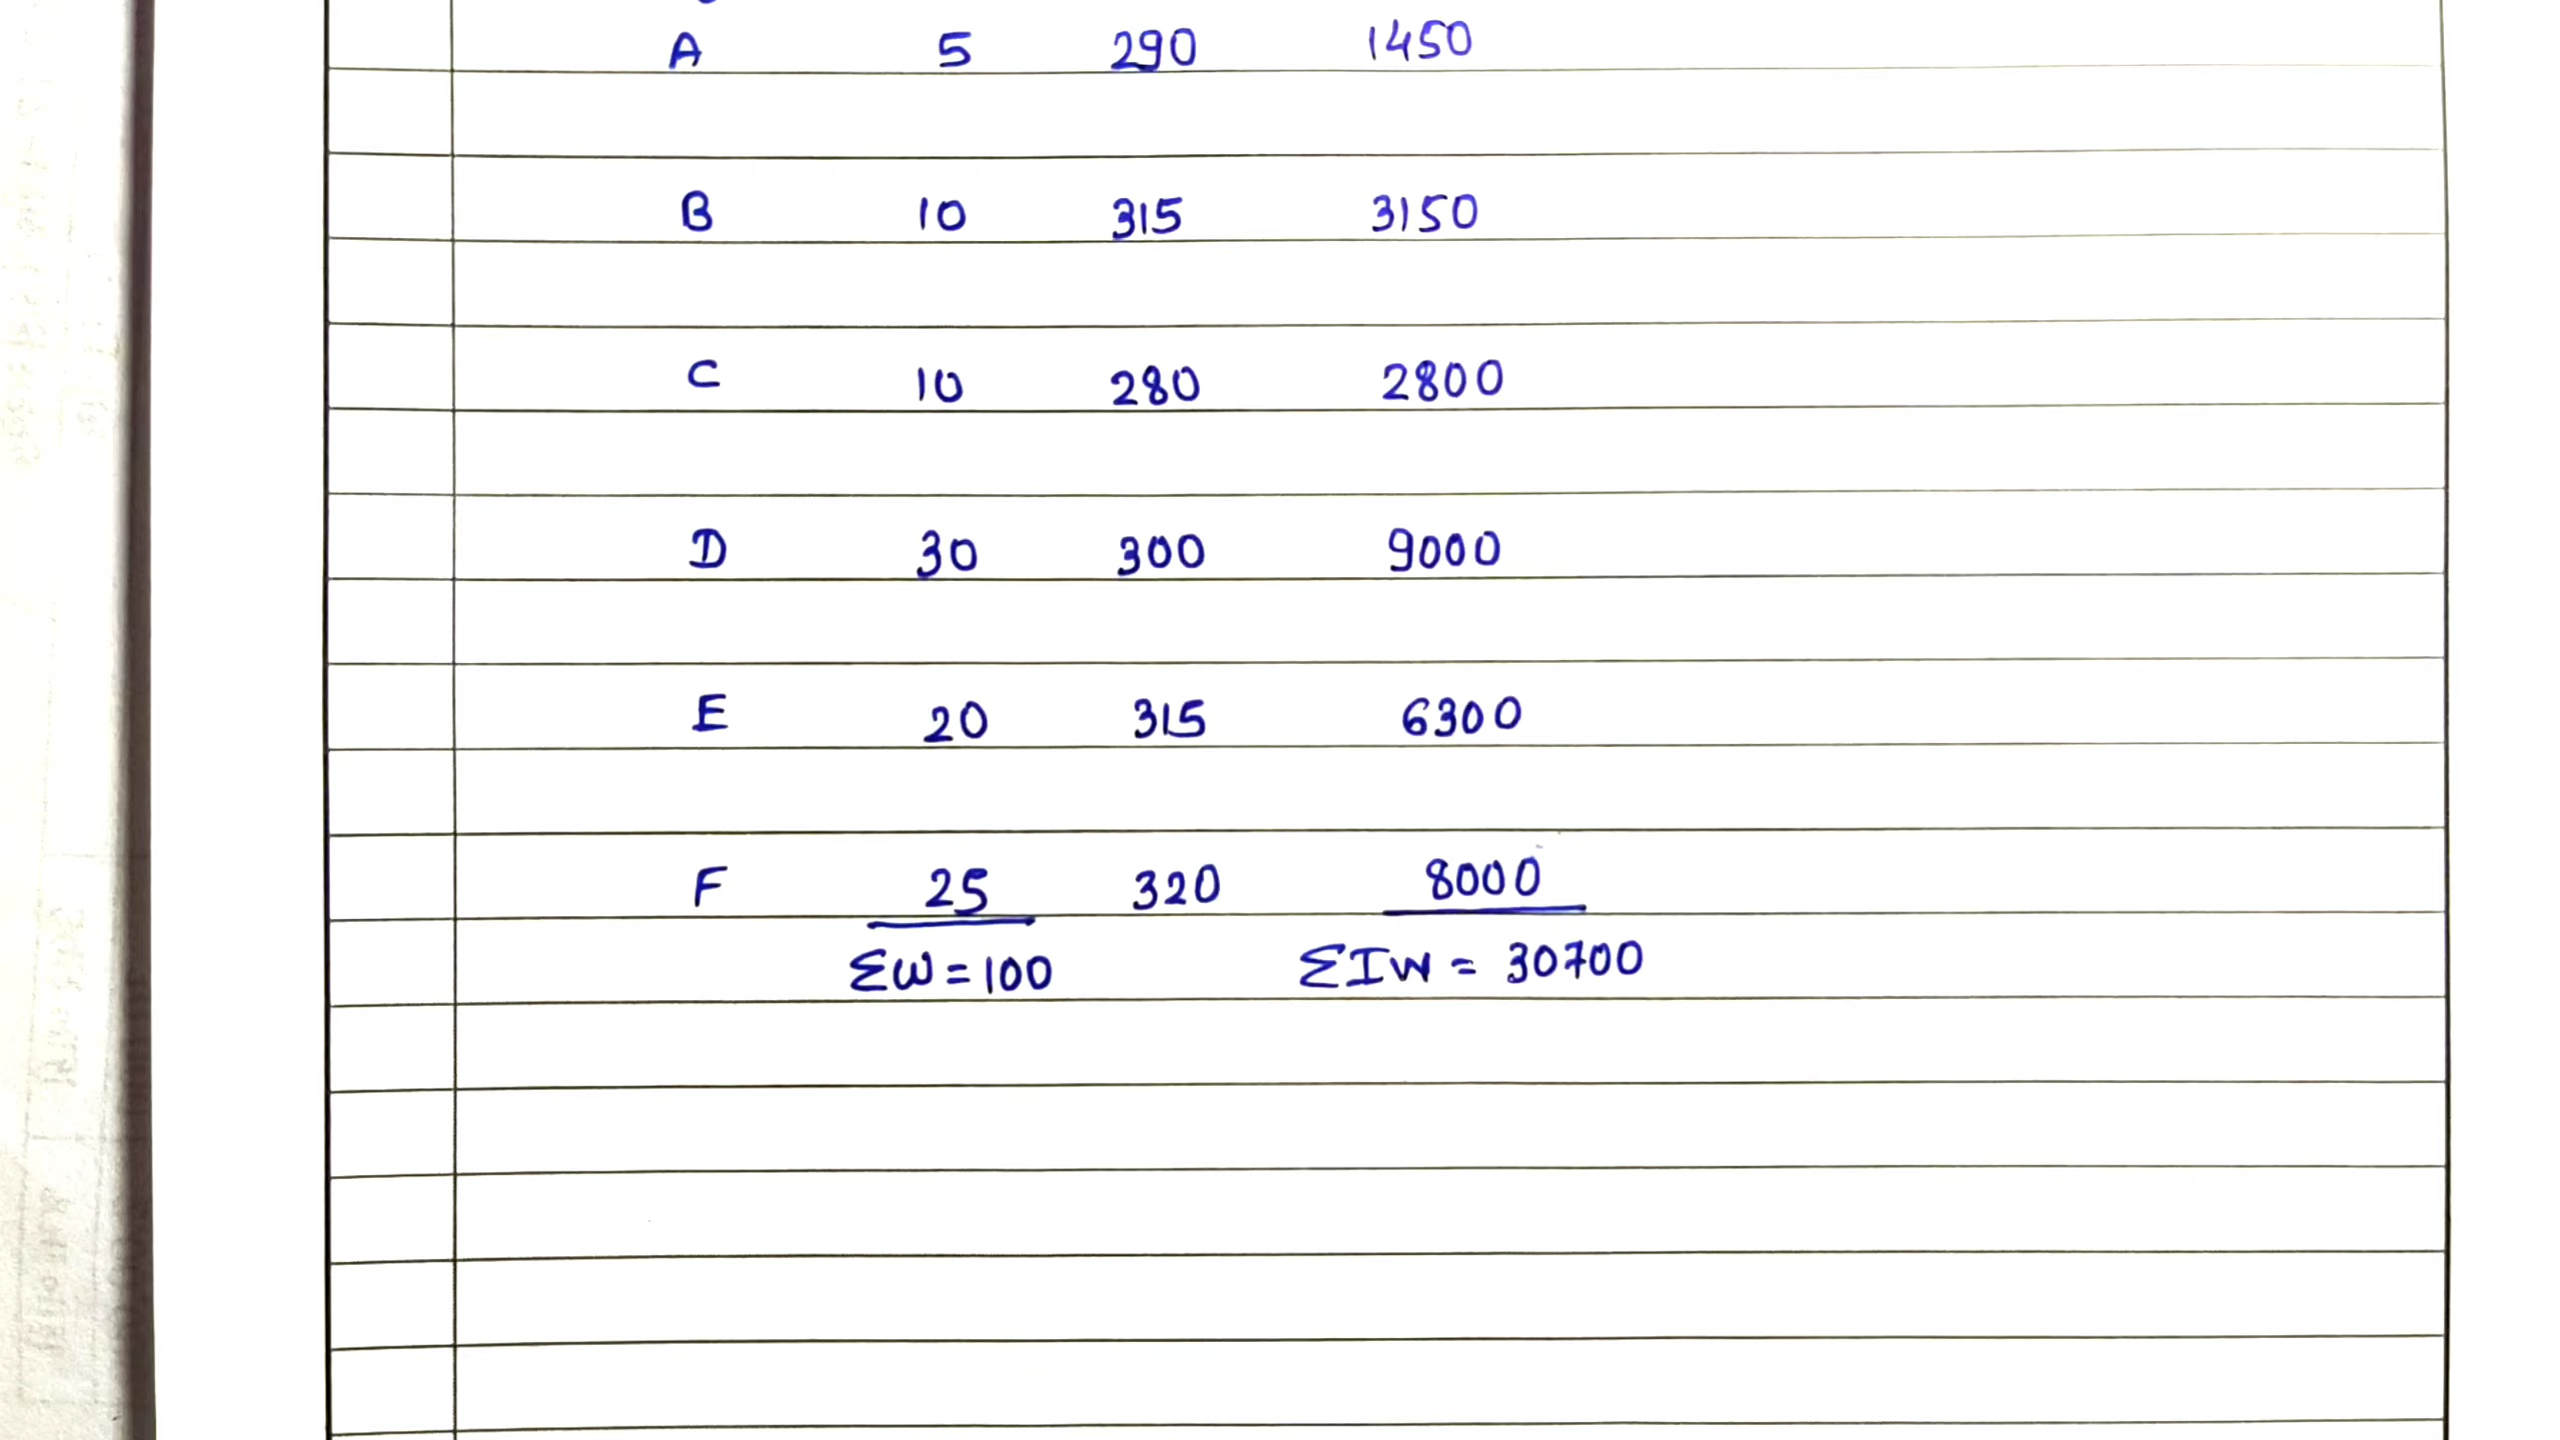 A 5 290 1450
B 10 315 3150
C 10 280 2800
D 30 300 9000
E 20 315 6300
F 25 320 8000
ΣW = 100 ΣIW = 30700